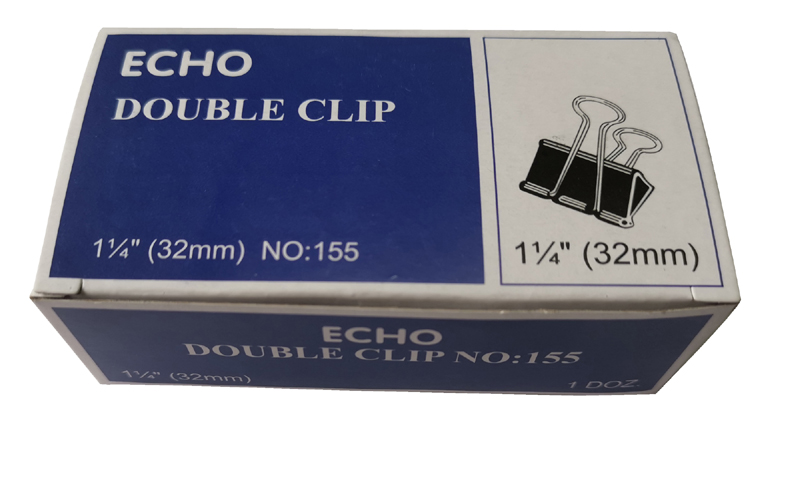 ECHO
DOUBLE CLIP
1¼" (32mm) NO:155
1¼" (32mm)
ECHO
DOUBLE CLIP NO:155
1¼" (32mm)
1 DOZ.